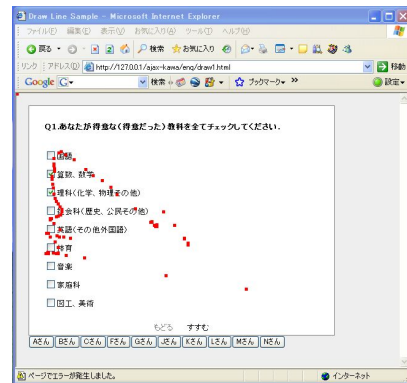 Draw Line Sample - Microsoft Internet Explorer
ファイル(F) 編集(E) 表示(V) お気に入り(A) ツール(T) ヘルプ(H)
戻る 検索 お気に入り
リンク アドレス(D) http://127.0.0.1/ajax-kawa/enq/draw1.html 移動
Google G 検索 ブックマーク 設定
Q1.あなたが得意な(得意だった)教科を全てチェックしてください.
国語
算数、数学
理科(化学、物理その他)
社会科(歴史、公民その他)
英語(その他外国語)
体育
音楽
家庭科
図工、美術
もどる すすむ
Aさん Bさん Cさん Fさん Gさん Jさん Kさん Lさん Mさん Nさん
ページでエラーが発生しました。 インターネット